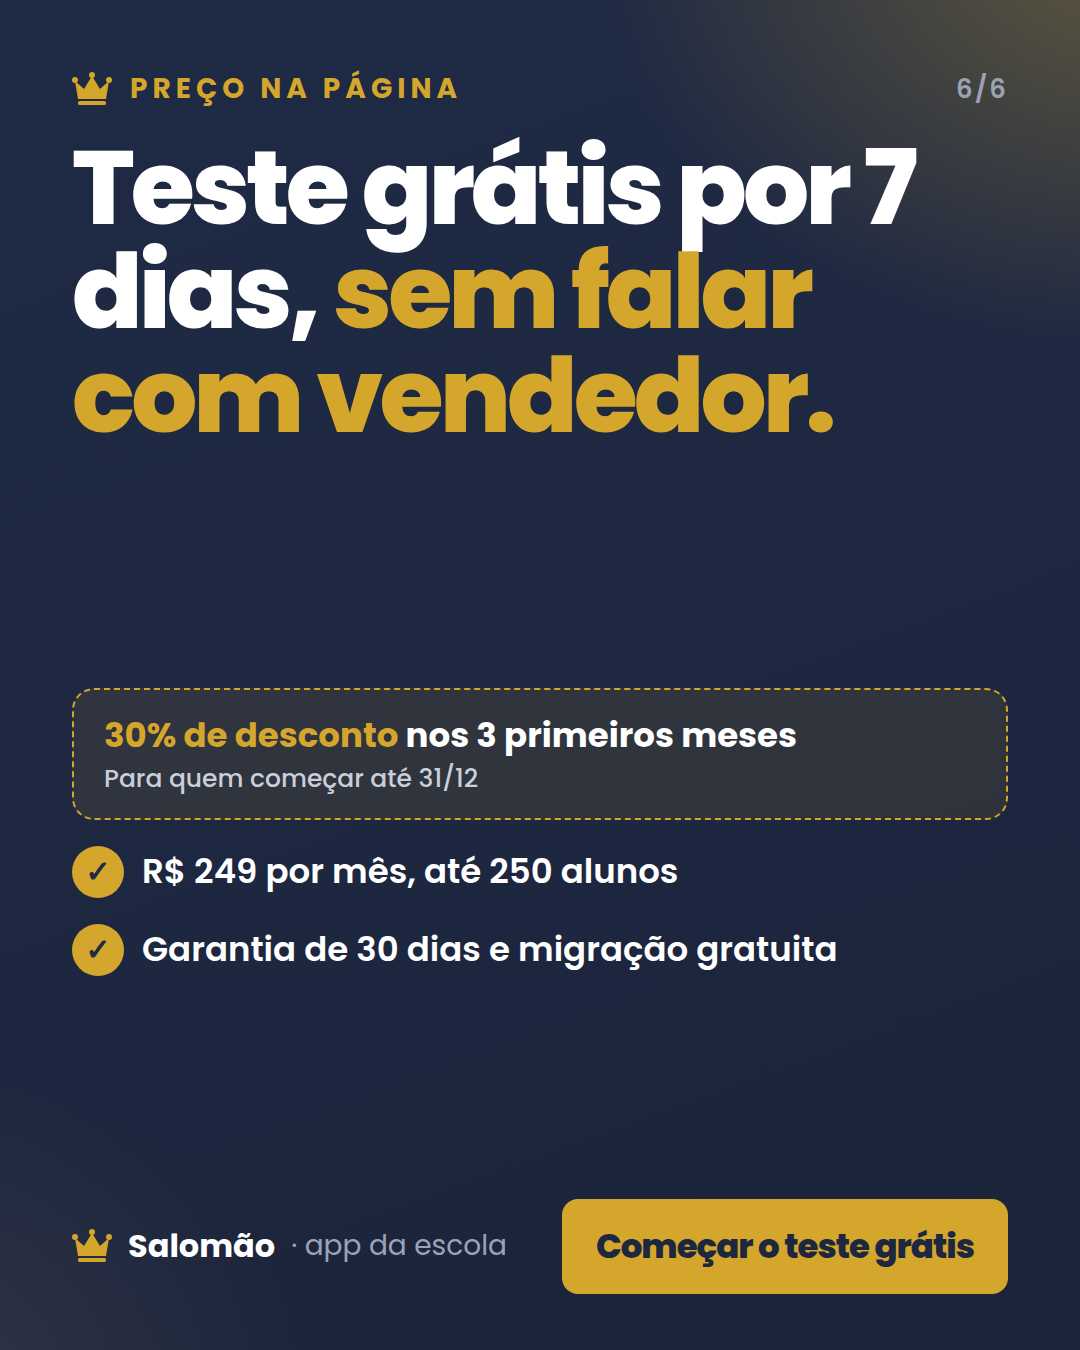 PREÇO NA PÁGINA
6/6
Teste grátis por 7
dias, sem falar
com vendedor.
30% de desconto nos 3 primeiros meses
Para quem começar até 31/12
✓ R$ 249 por mês, até 250 alunos
✓ Garantia de 30 dias e migração gratuita
Salomão · app da escola
Começar o teste grátis